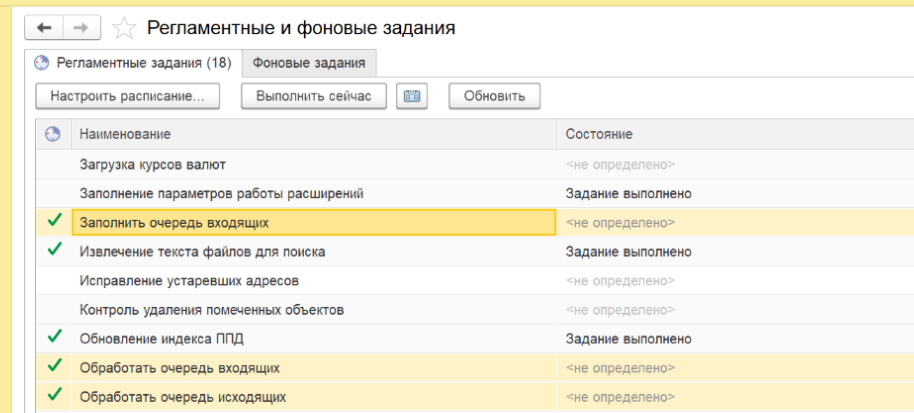 Регламентные и фоновые задания
Регламентные задания (18) Фоновые задания
Настроить расписание... Выполнить сейчас Обновить
Наименование Состояние
Загрузка курсов валют <не определено>
Заполнение параметров работы расширений Задание выполнено
Заполнить очередь входящих <не определено>
Извлечение текста файлов для поиска Задание выполнено
Исправление устаревших адресов <не определено>
Контроль удаления помеченных объектов <не определено>
Обновление индекса ППД Задание выполнено
Обработать очередь входящих <не определено>
Обработать очередь исходящих <не определено>